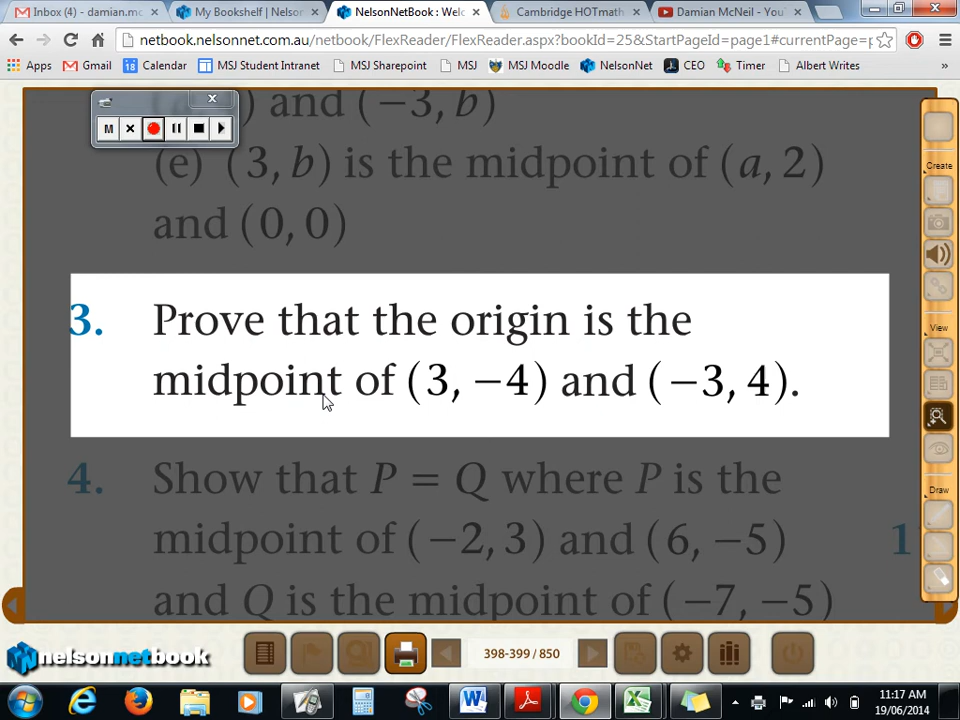 Inbox (4) - damian.mc
My Bookshelf | Nelson
NelsonNetBook : Welc
Cambridge HOTmath
Damian McNeil - You
netbook.nelsonnet.com.au/netbook/FlexReader/FlexReader.aspx?bookId=25&StartPageId=page1#currentPage=p
Apps Gmail Calendar MSJ Student Intranet MSJ Sharepoint MSJ MSJ Moodle NelsonNet CEO Timer Albert Writes »
18
M
) and (−3, b)
(e) (3, b) is the midpoint of (a, 2)
and (0, 0)
3. Prove that the origin is the
midpoint of (3, −4) and (−3, 4).
4. Show that P = Q where P is the
midpoint of (−2, 3) and (6, −5)
1
and Q is the midpoint of (−7, −5)
Create
View
Draw
nelsonnetbook
398-399 / 850
11:17 AM
19/06/2014